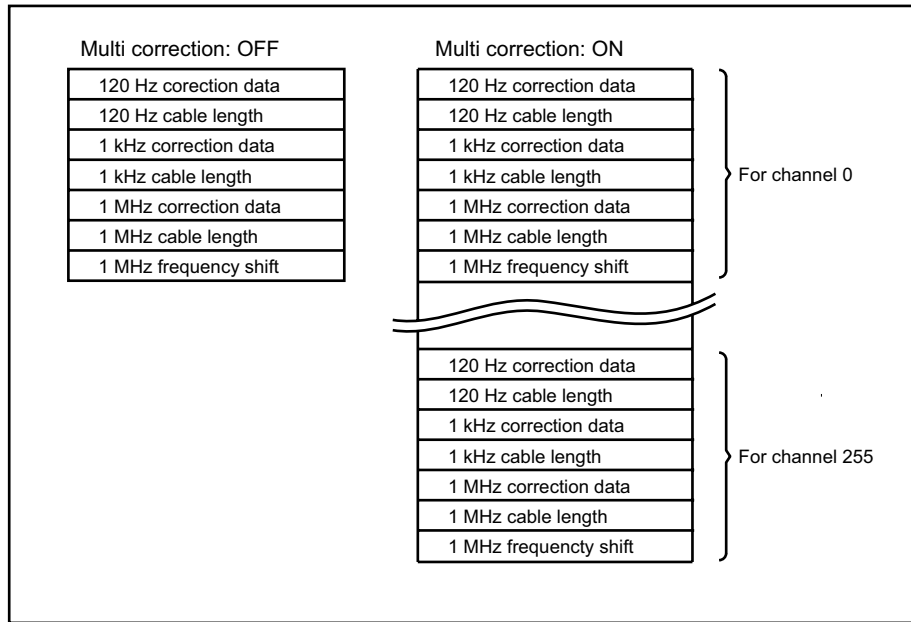 Multi correction: OFF
120 Hz corection data
120 Hz cable length
1 kHz correction data
1 kHz cable length
1 MHz correction data
1 MHz cable length
1 MHz frequency shift
Multi correction: ON
120 Hz correction data
120 Hz cable length
1 kHz correction data
1 kHz cable length
1 MHz correction data
1 MHz cable length
1 MHz frequency shift
For channel 0
120 Hz correction data
120 Hz cable length
1 kHz correction data
1 kHz cable length
1 MHz correction data
1 MHz cable length
1 MHz frequencty shift
For channel 255